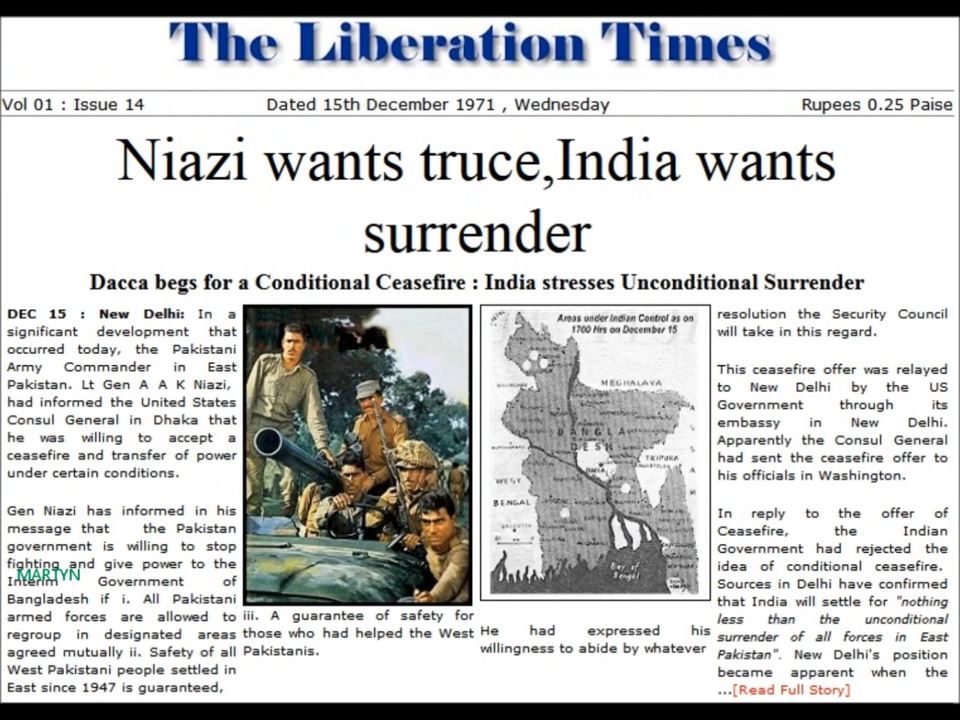 The Liberation Times
Vol 01 : Issue 14 Dated 15th December 1971 , Wednesday Rupees 0.25 Paise
Niazi wants truce,India wants
surrender
Dacca begs for a Conditional Ceasefire : India stresses Unconditional Surrender
DEC 15 : New Delhi: In a
significant development that
occurred today, the Pakistani
Army Commander in East
Pakistan. Lt Gen A A K Niazi,
had informed the United States
Consul General in Dhaka that
he was willing to accept a
ceasefire and transfer of power
under certain conditions.
Gen Niazi has informed in his
message that the Pakistan
government is willing to stop
fighting and give power to the
Interim Government of
Bangladesh if i. All Pakistani
armed forces are allowed to
regroup in designated areas
agreed mutually ii. Safety of all
West Pakistani people settled in
East since 1947 is guaranteed,
MARTYN
iii. A guarantee of safety for
those who had helped the West
Pakistanis.
Areas under Indian Control as on
1700 Hrs on December 15
MEGHALAYA
BANGLA
DESH
TRIPURA
WEST
BENGAL
Bay of
Bengal
He had expressed his
willingness to abide by whatever
resolution the Security Council
will take in this regard.
This ceasefire offer was relayed
to New Delhi by the US
Government through its
embassy in New Delhi.
Apparently the Consul General
had sent the ceasefire offer to
his officials in Washington.
In reply to the offer of
Ceasefire, the Indian
Government had rejected the
idea of conditional ceasefire.
Sources in Delhi have confirmed
that India will settle for "nothing
less than the unconditional
surrender of all forces in East
Pakistan". New Delhi's position
became apparent when the
...[Read Full Story]